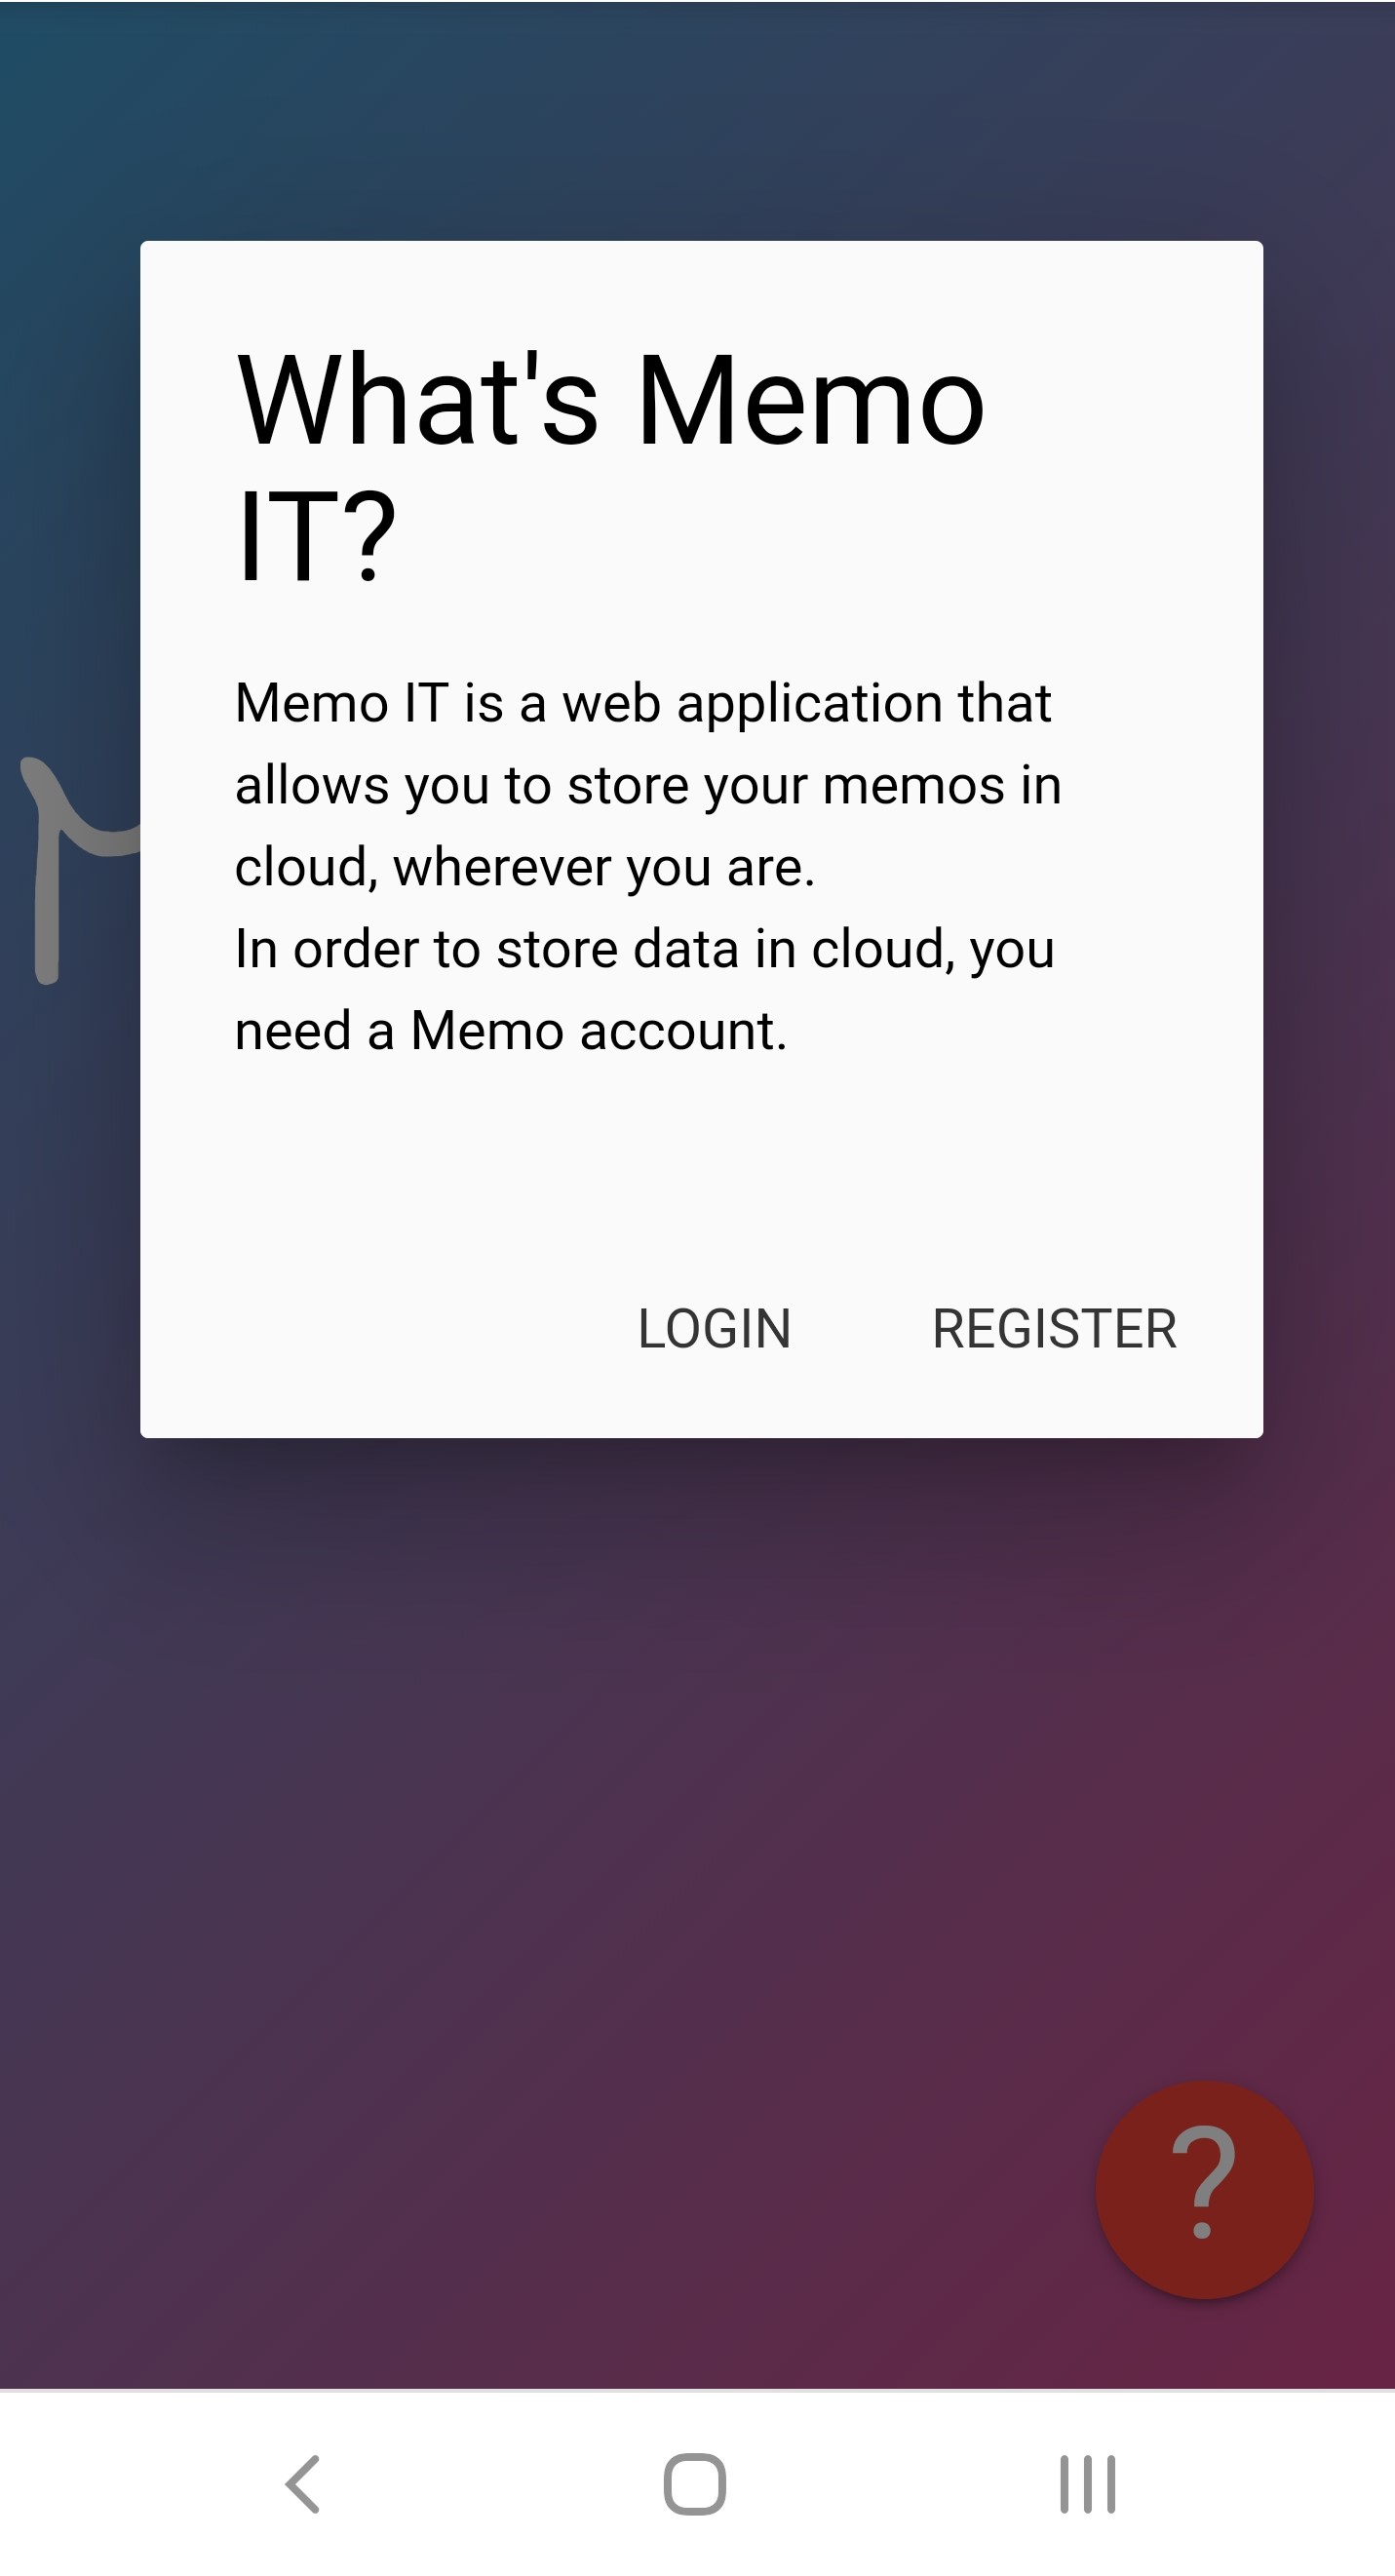 What's Memo
IT?
Memo IT is a web application that
allows you to store your memos in
cloud, wherever you are.
In order to store data in cloud, you
need a Memo account.
LOGIN REGISTER
?